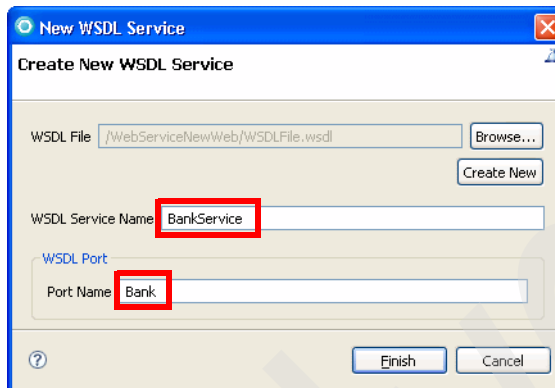 New WSDL Service
Create New WSDL Service
WSDL File /WebServiceNewWeb/WSDLFile.wsdl Browse...
Create New
WSDL Service Name BankService
WSDL Port
Port Name Bank
? Finish Cancel